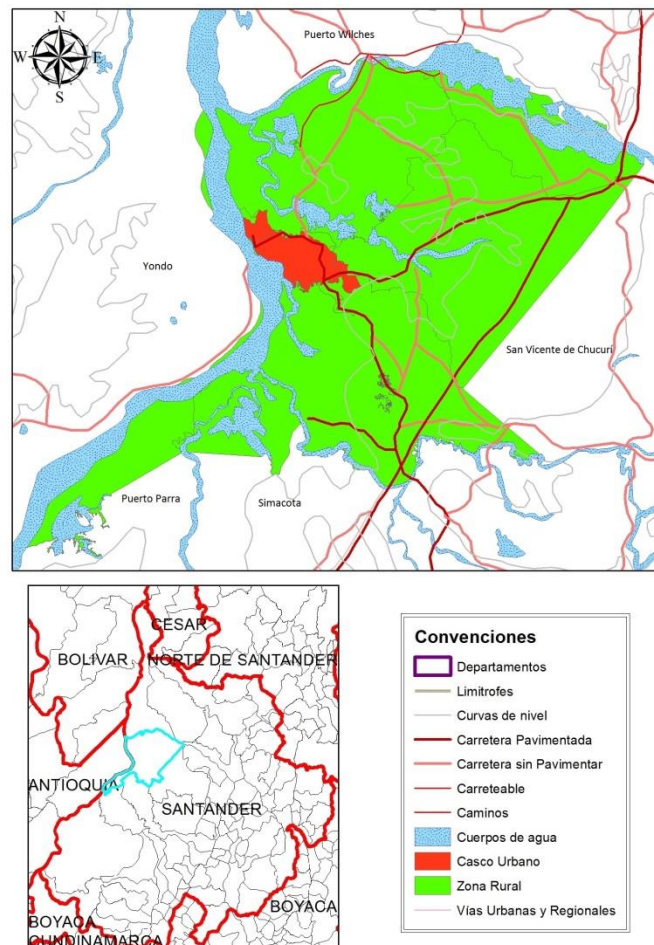 N
W E
S
Puerto Wilches
Yondo
San Vicente de Chucurí
Puerto Parra
Simacota
CESAR
BOLIVAR
NORTE DE SANTANDER
ANTIOQUIA
SANTANDER
BOYACA
BOYACA
CUNDINAMARCA
Convenciones
Departamentos
Limitrofes
Curvas de nivel
Carretera Pavimentada
Carretera sin Pavimentar
Carreteable
Caminos
Cuerpos de agua
Casco Urbano
Zona Rural
Vías Urbanas y Regionales